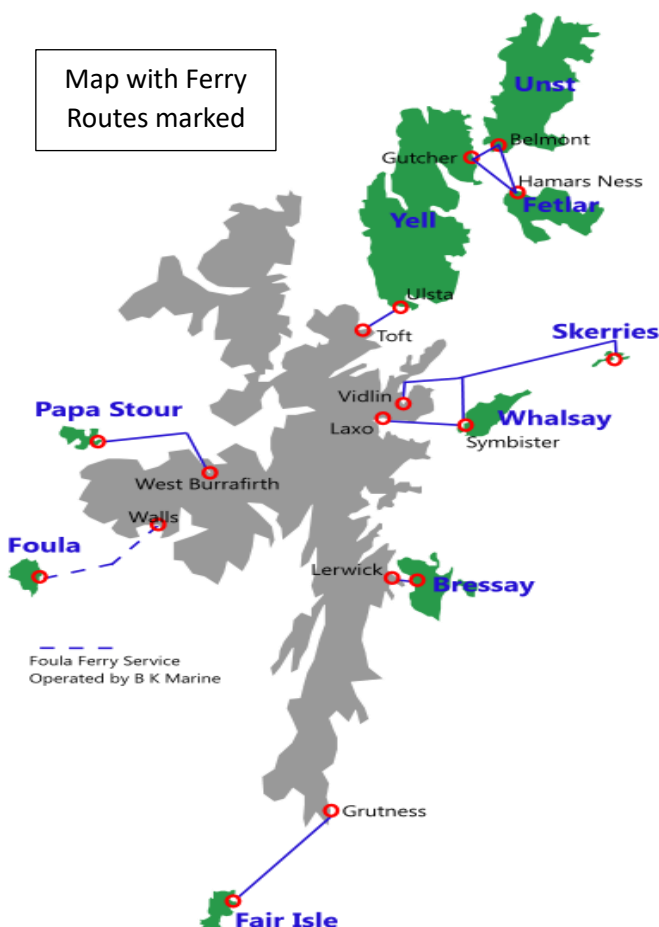 Map with Ferry
Routes marked
Unst
Belmont
Gutcher
Hamars Ness
Fetlar
Yell
Ulsta
Toft
Skerries
Vidlin
Papa Stour
Whalsay
Laxo
Symbister
West Burrafirth
Walls
Foula
Lerwick
Bressay
Foula Ferry Service
Operated by B K Marine
Grutness
Fair Isle